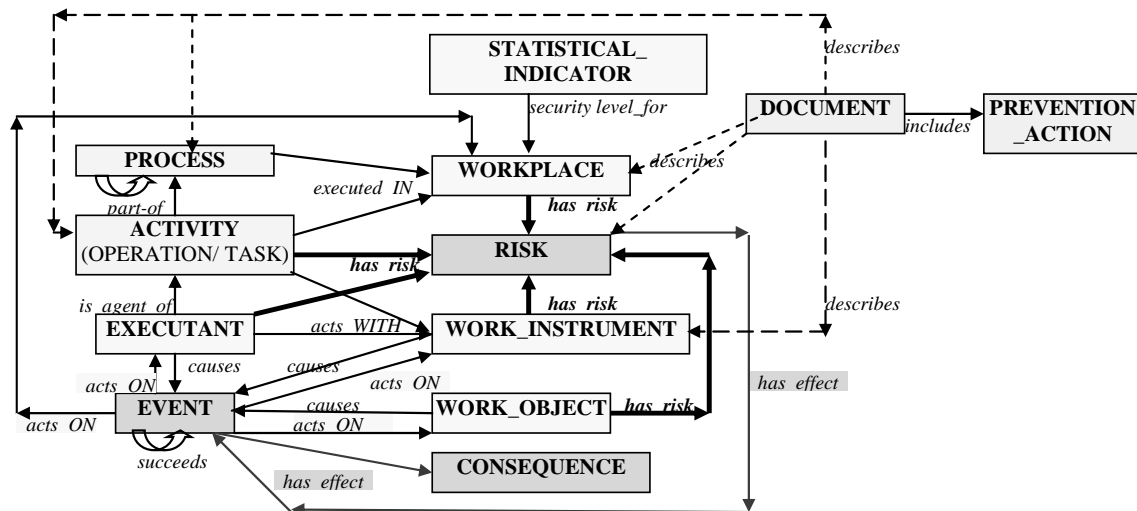 describes
STATISTICAL_
INDICATOR
security level_for
DOCUMENT
includes
PREVENTION
_ACTION
PROCESS
part-of
executed IN
WORKPLACE
describes
has risk
ACTIVITY
(OPERATION/ TASK)
has risk
RISK
is agent of
has risk
describes
EXECUTANT
acts WITH
WORK_INSTRUMENT
acts ON
causes
causes
acts ON
has effect
EVENT
causes
WORK_OBJECT
has risk
acts ON
acts ON
succeeds
has effect
CONSEQUENCE